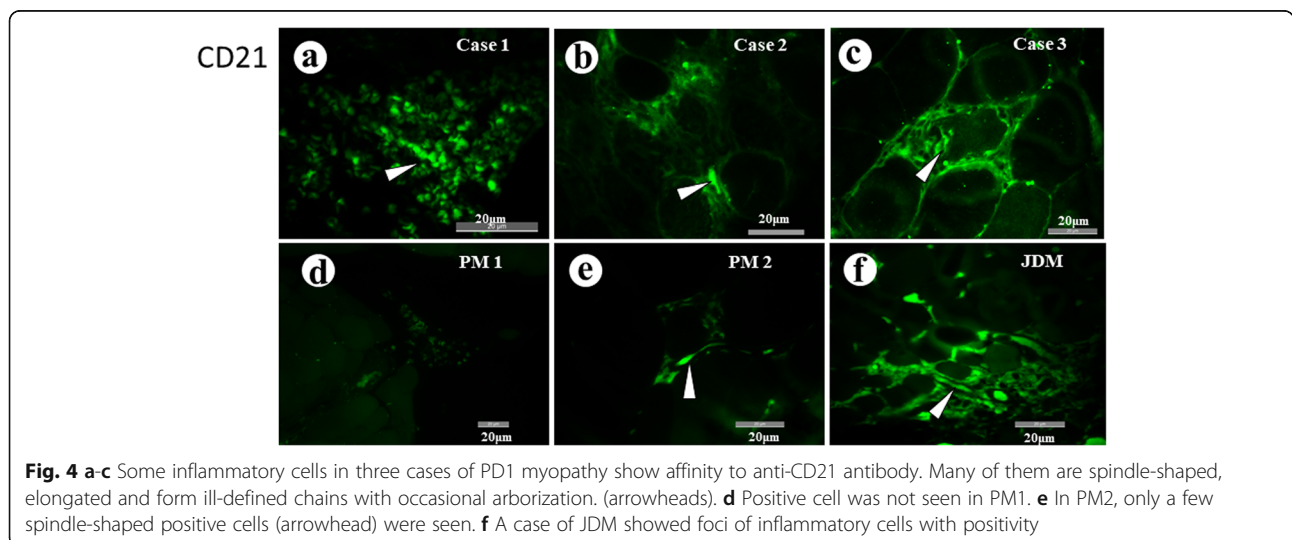 CD21
a Case 1
b Case 2
c Case 3
20μm 20μm 20μm
20 μm
d PM 1
e PM 2
f JDM
20μm 20μm 20μm
Fig. 4 a-c Some inflammatory cells in three cases of PD1 myopathy show affinity to anti-CD21 antibody. Many of them are spindle-shaped,
elongated and form ill-defined chains with occasional arborization. (arrowheads). d Positive cell was not seen in PM1. e In PM2, only a few
spindle-shaped positive cells (arrowhead) were seen. f A case of JDM showed foci of inflammatory cells with positivity